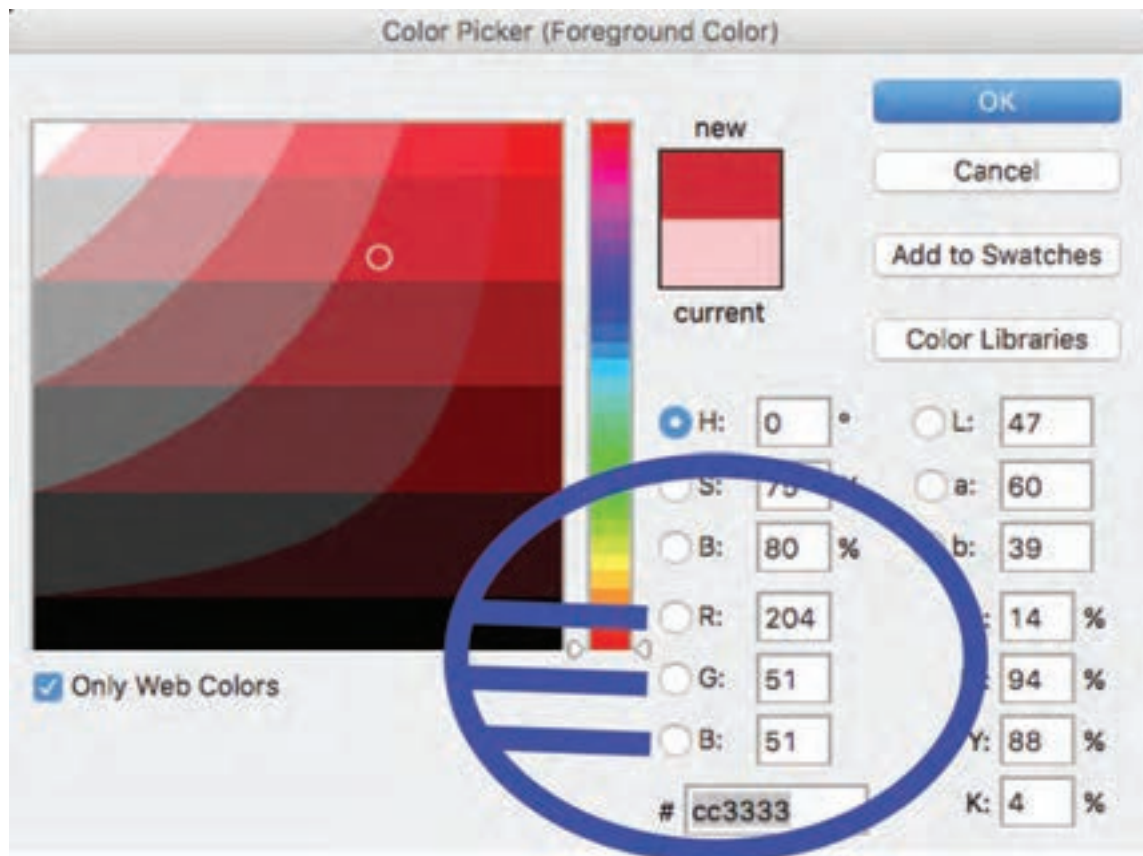 Color Picker (Foreground Color)
OK
new
Cancel
Add to Swatches
current
Color Libraries
H: 0 °
L: 47
S:
a: 60
B: 80 %
b: 39
R: 204
14 %
G: 51
94 %
B: 51
Y: 88 %
# cc3333
K: 4 %
Only Web Colors